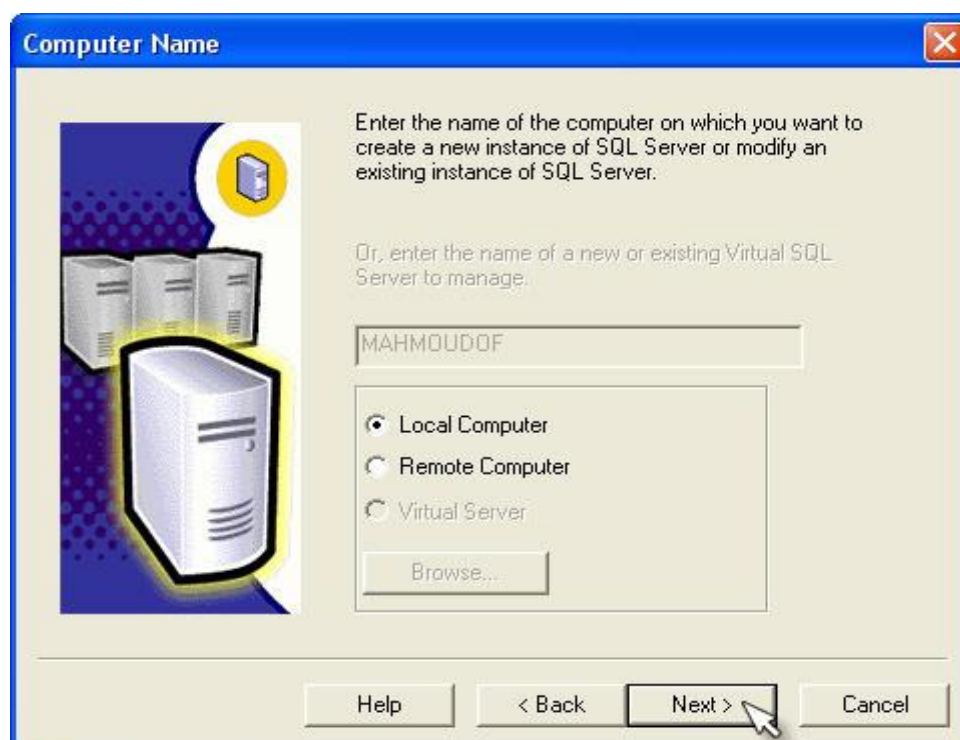 Computer Name
Enter the name of the computer on which you want to
create a new instance of SQL Server or modify an
existing instance of SQL Server.
Or, enter the name of a new or existing Virtual SQL
Server to manage.
MAHMOUDOF
Local Computer
Remote Computer
Virtual Server
Browse...
Help
< Back
Next >
Cancel